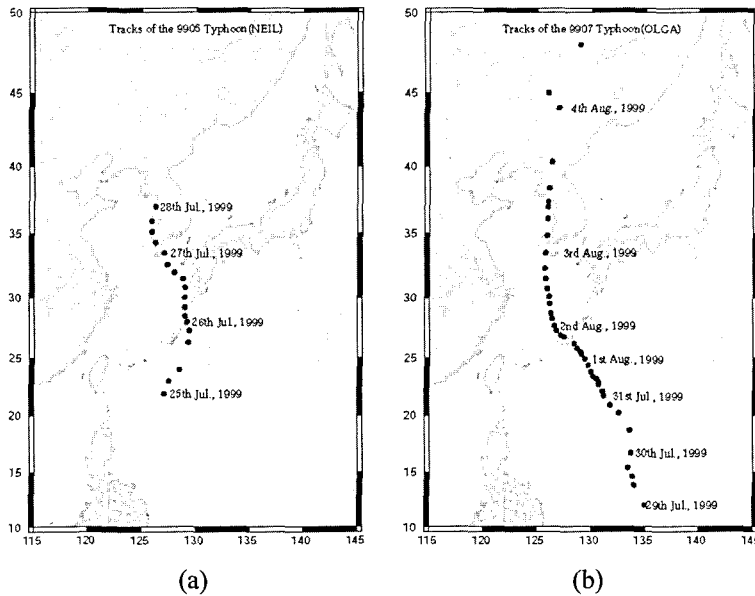 Tracks of the 9905 Typhoon(NEIL)
50
45
40
35
30
25
20
15
10
28th Jul., 1999
27th Jul., 1999
26th Jul., 1999
25th Jul., 1999
115 120 125 130 135 140 145
(a)
Tracks of the 9907 Typhoon(OLGA)
50
45
40
35
30
25
20
15
10
4th Aug., 1999
3rd Aug., 1999
2nd Aug., 1999
1st Aug., 1999
31st Jul., 1999
30th Jul., 1999
29th Jul., 1999
115 120 125 130 135 140 145
(b)